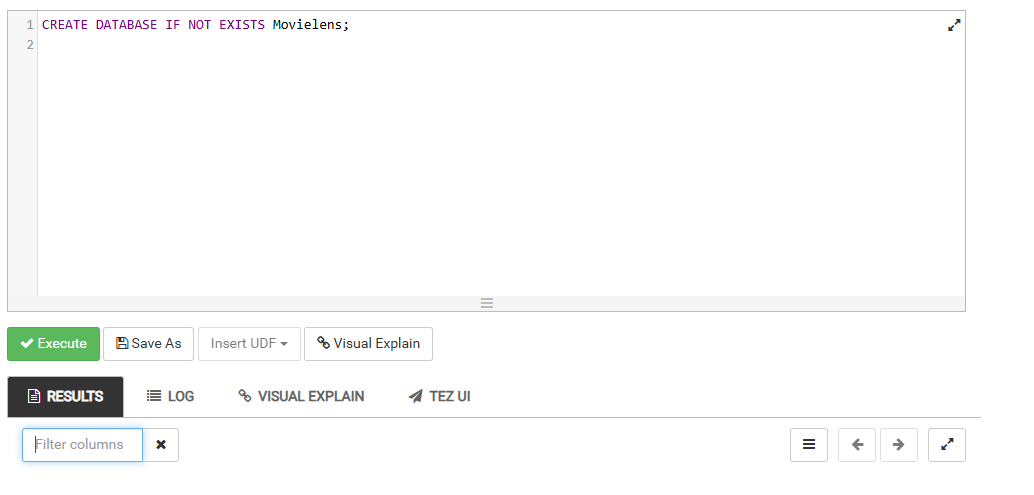 1 CREATE DATABASE IF NOT EXISTS Movielens;
2
Execute Save As Insert UDF Visual Explain
RESULTS LOG VISUAL EXPLAIN TEZ UI
Filter columns